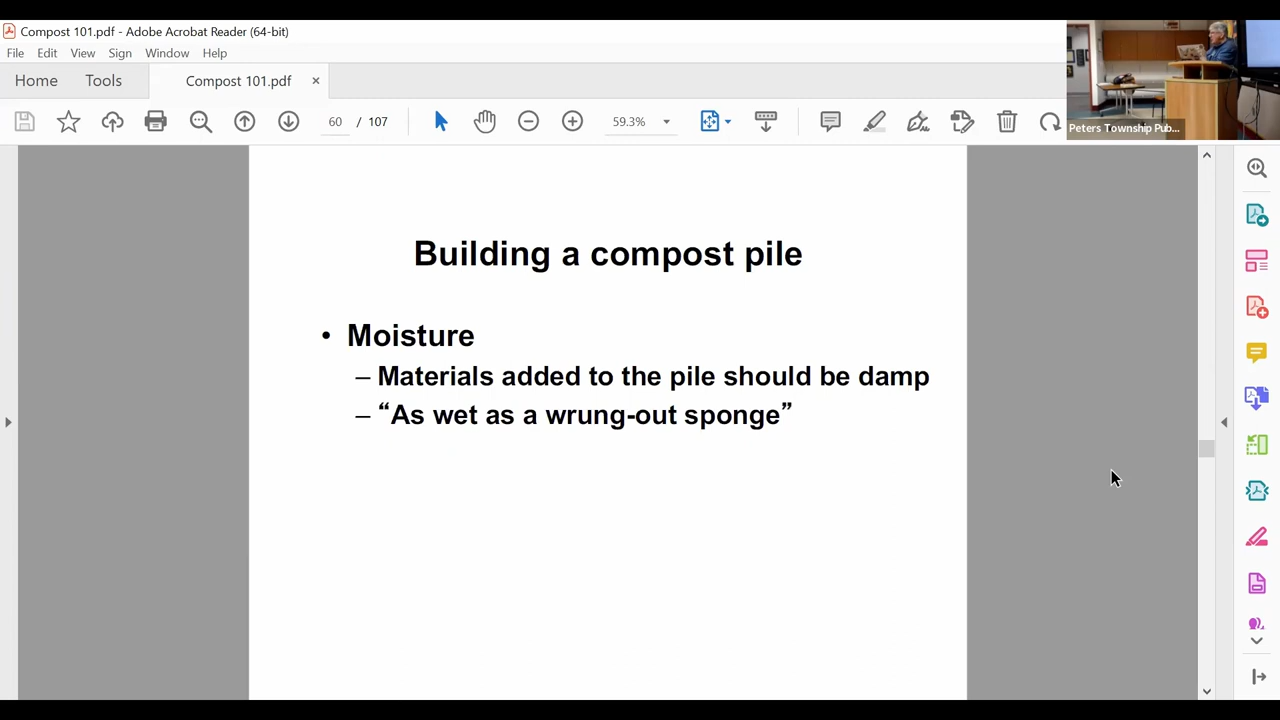 Compost 101.pdf - Adobe Acrobat Reader (64-bit)
File Edit View Sign Window Help
Home Tools Compost 101.pdf ×
60 / 107 59.3%
Peters Township Pub...
Building a compost pile
• Moisture
– Materials added to the pile should be damp
– “As wet as a wrung-out sponge”